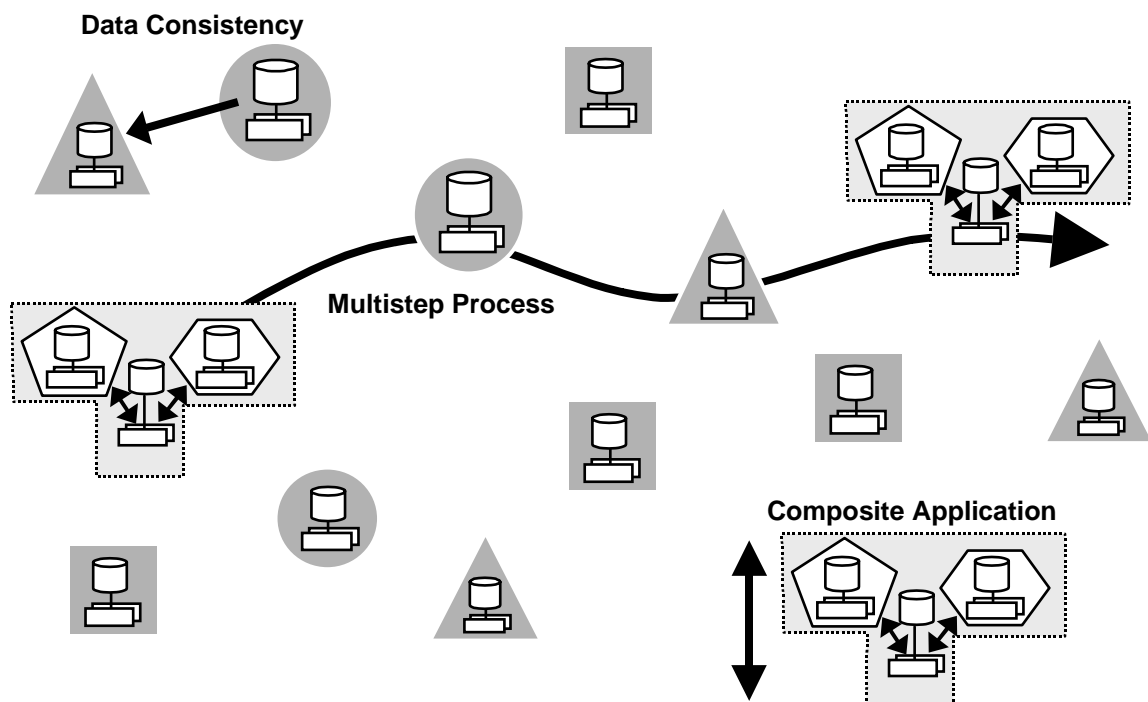 Data Consistency
Multistep Process
Composite Application